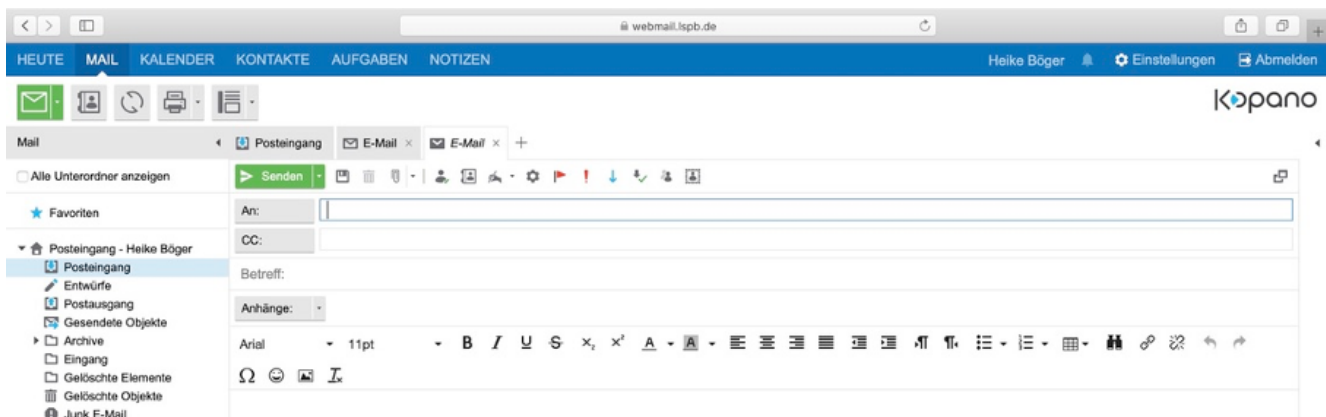 webmail.lspb.de
HEUTE MAIL KALENDER KONTAKTE AUFGABEN NOTIZEN Heike Böger Einstellungen Abmelden
Kopano
Mail Posteingang E-Mail E-Mail
Alle Unterordner anzeigen Senden
Favoriten An:
CC:
Posteingang - Heike Böger
Posteingang Betreff:
Entwürfe
Postausgang Anhänge:
Gesendete Objekte
Archive Arial 11pt B I U S x₂ x² A A
Eingang
Gelöschte Elemente Ω
Gelöschte Objekte
Junk E-Mail